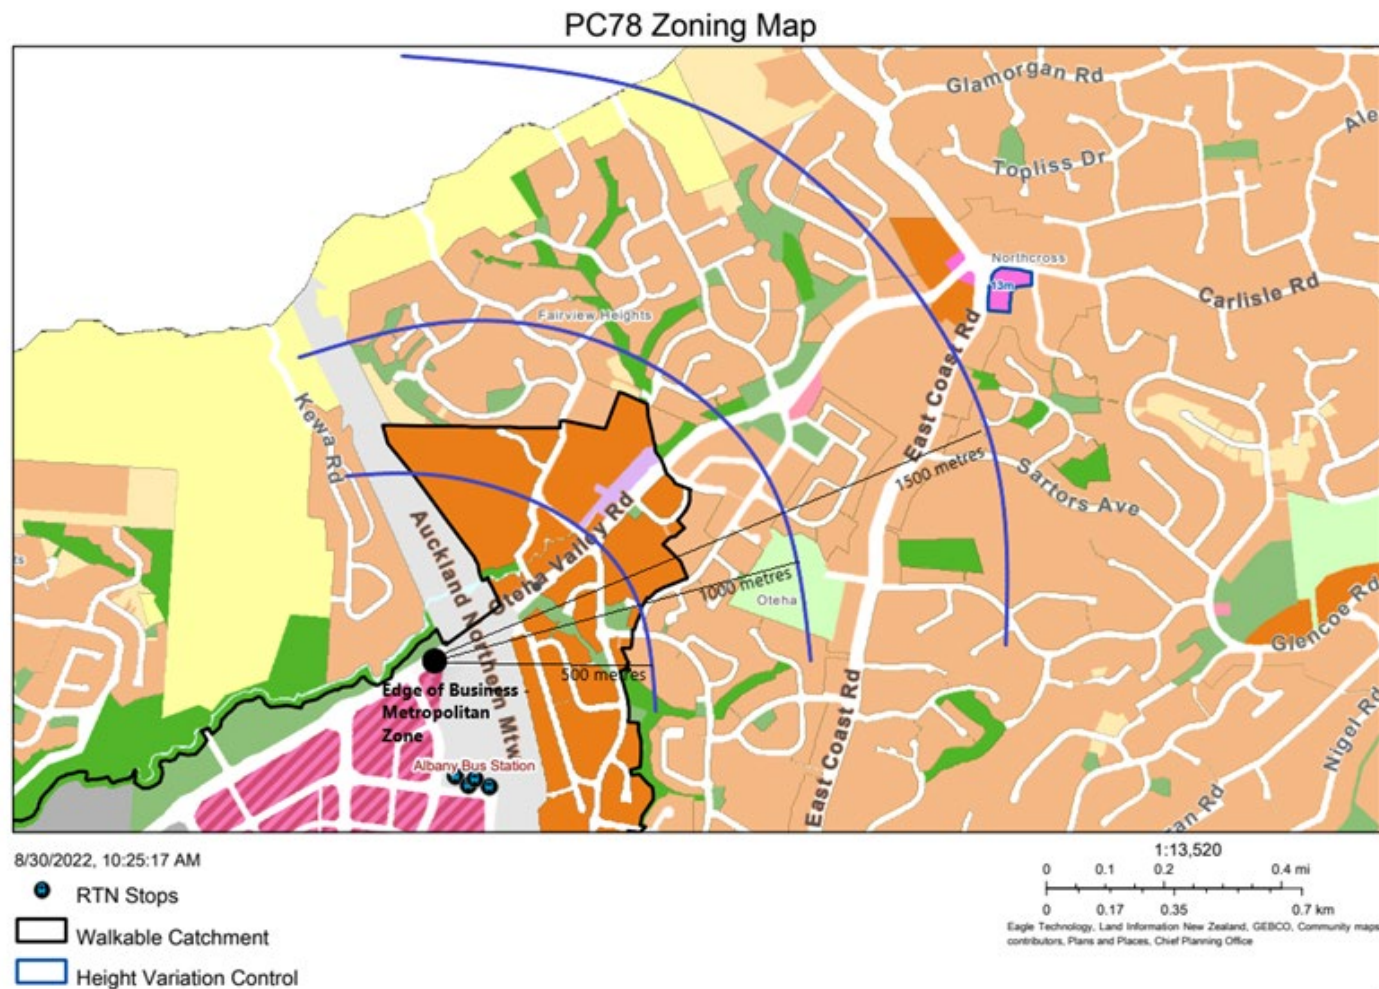 PC78 Zoning Map
Glamorgan Rd
Ale
Topliss Dr
Northcross
13m
Carlisle Rd
Fairview Heights
Kewa Rd
East Coast Rd
1500 metres
Sartors Ave
Auckland Northern Mtw
Oteha Valley Rd
ts
1000 metres
Oteha
Glencoe Rd
500 metres
Edge of Business -
Metropolitan
Zone
East Coast Rd
Nigel Rd
Albany Bus Station
an Rd
8/30/2022, 10:25:17 AM
RTN Stops
Walkable Catchment
Height Variation Control
1:13,520
0 0.1 0.2 0.4 mi
0 0.17 0.35 0.7 km
Eagle Technology, Land Information New Zealand, GEBCO, Community maps
contributors, Plans and Places, Chief Planning Office